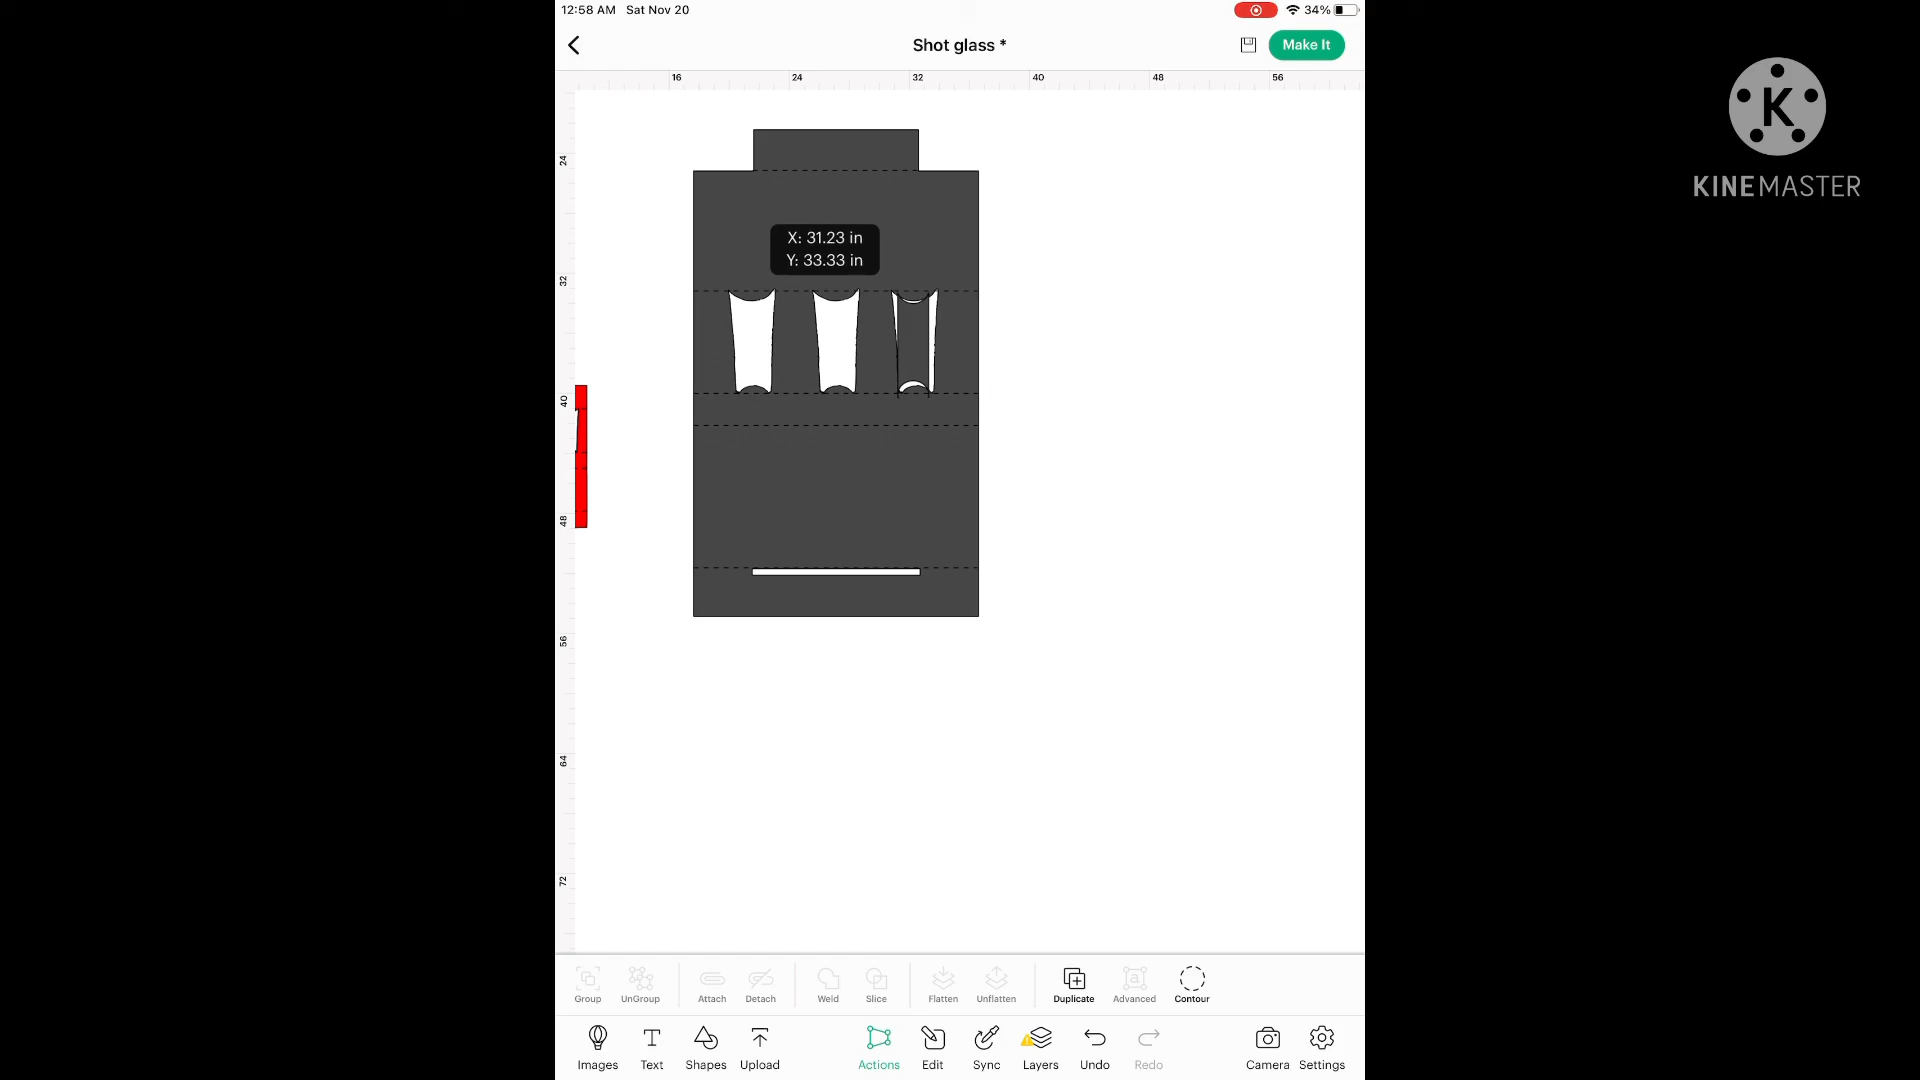 12:58 AM Sat Nov 20
34%
Shot glass *
Make It
16 24 32 40 48 56
24
32
40
48
56
64
72
X: 31.23 in
Y: 33.33 in
K
KINEMASTER
Group UnGroup Attach Detach Weld Slice Flatten Unflatten Duplicate Advanced Contour
Images Text Shapes Upload Actions Edit Sync Layers Undo Redo Camera Settings